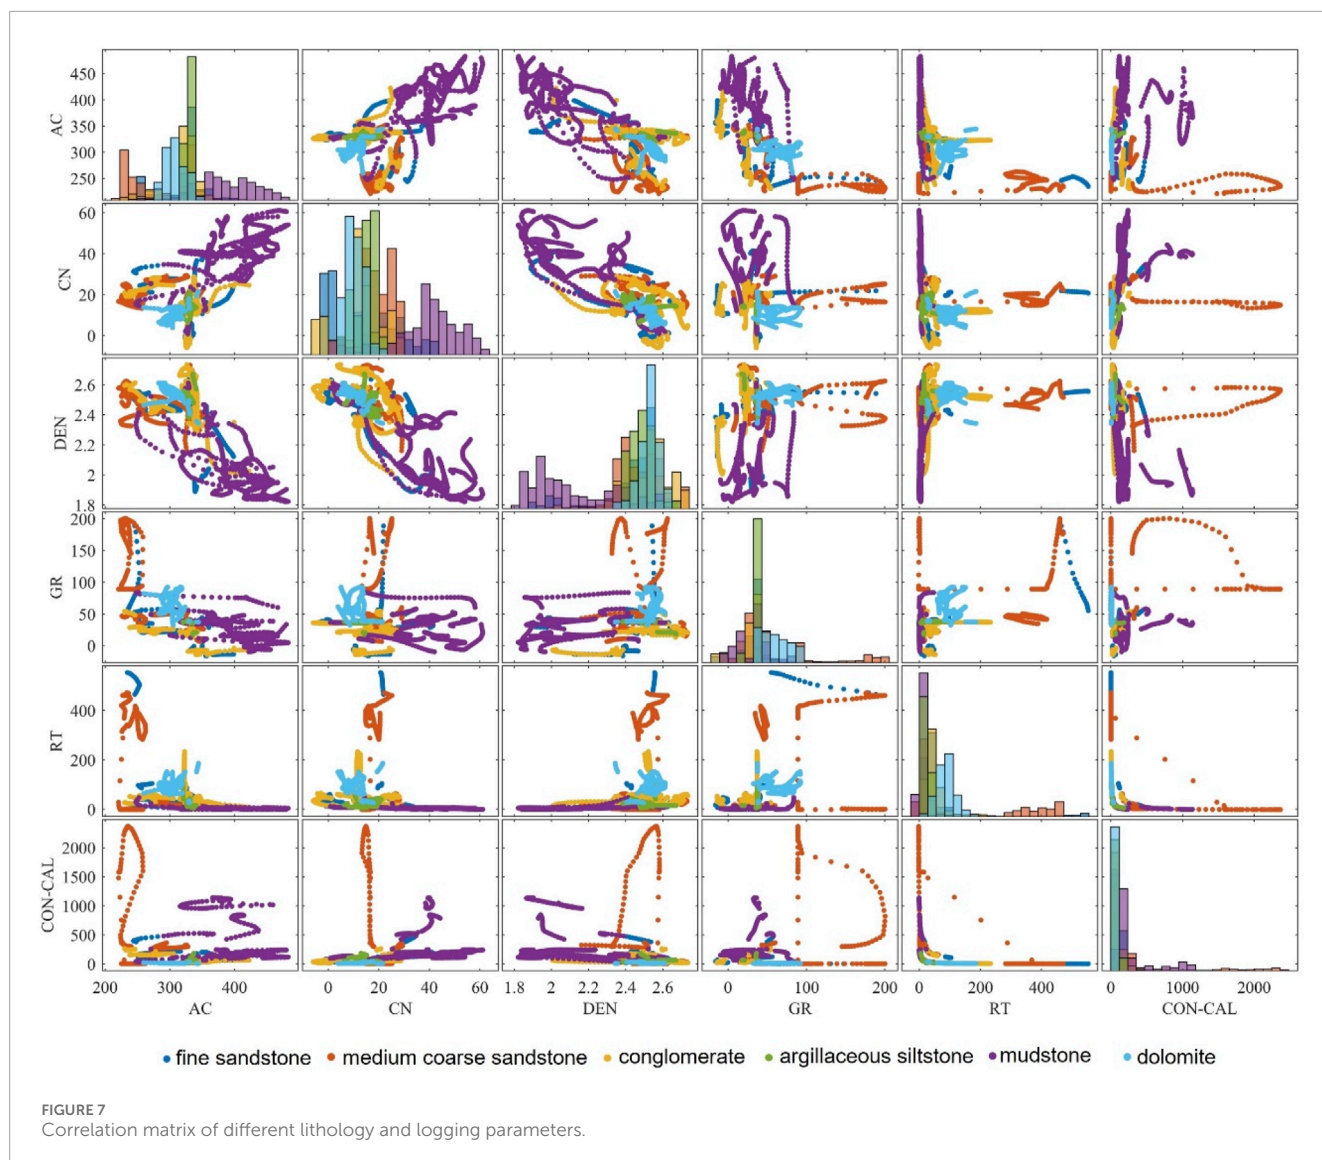 450
400
350
300
250
AC
60
40
20
0
CN
2.6
2.4
2.2
2
1.8
DEN
200
150
100
50
0
GR
400
200
0
RT
2000
1500
1000
500
0
CON-CAL
200 300 400
0 20 40 60
1.8 2 2.2 2.4 2.6
0 100 200
0 200 400
0 1000 2000
AC CN DEN GR RT CON-CAL
fine sandstone medium coarse sandstone conglomerate argillaceous siltstone mudstone dolomite
FIGURE 7
Correlation matrix of different lithology and logging parameters.